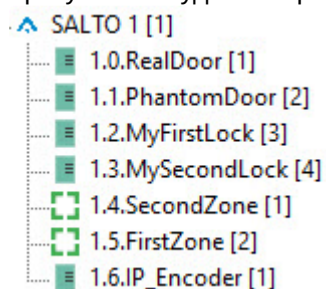 SALTO 1 [1]
1.0.RealDoor [1]
1.1.PhantomDoor [2]
1.2.MyFirstLock [3]
1.3.MySecondLock [4]
1.4.SecondZone [1]
1.5.FirstZone [2]
1.6.IP_Encoder [1]